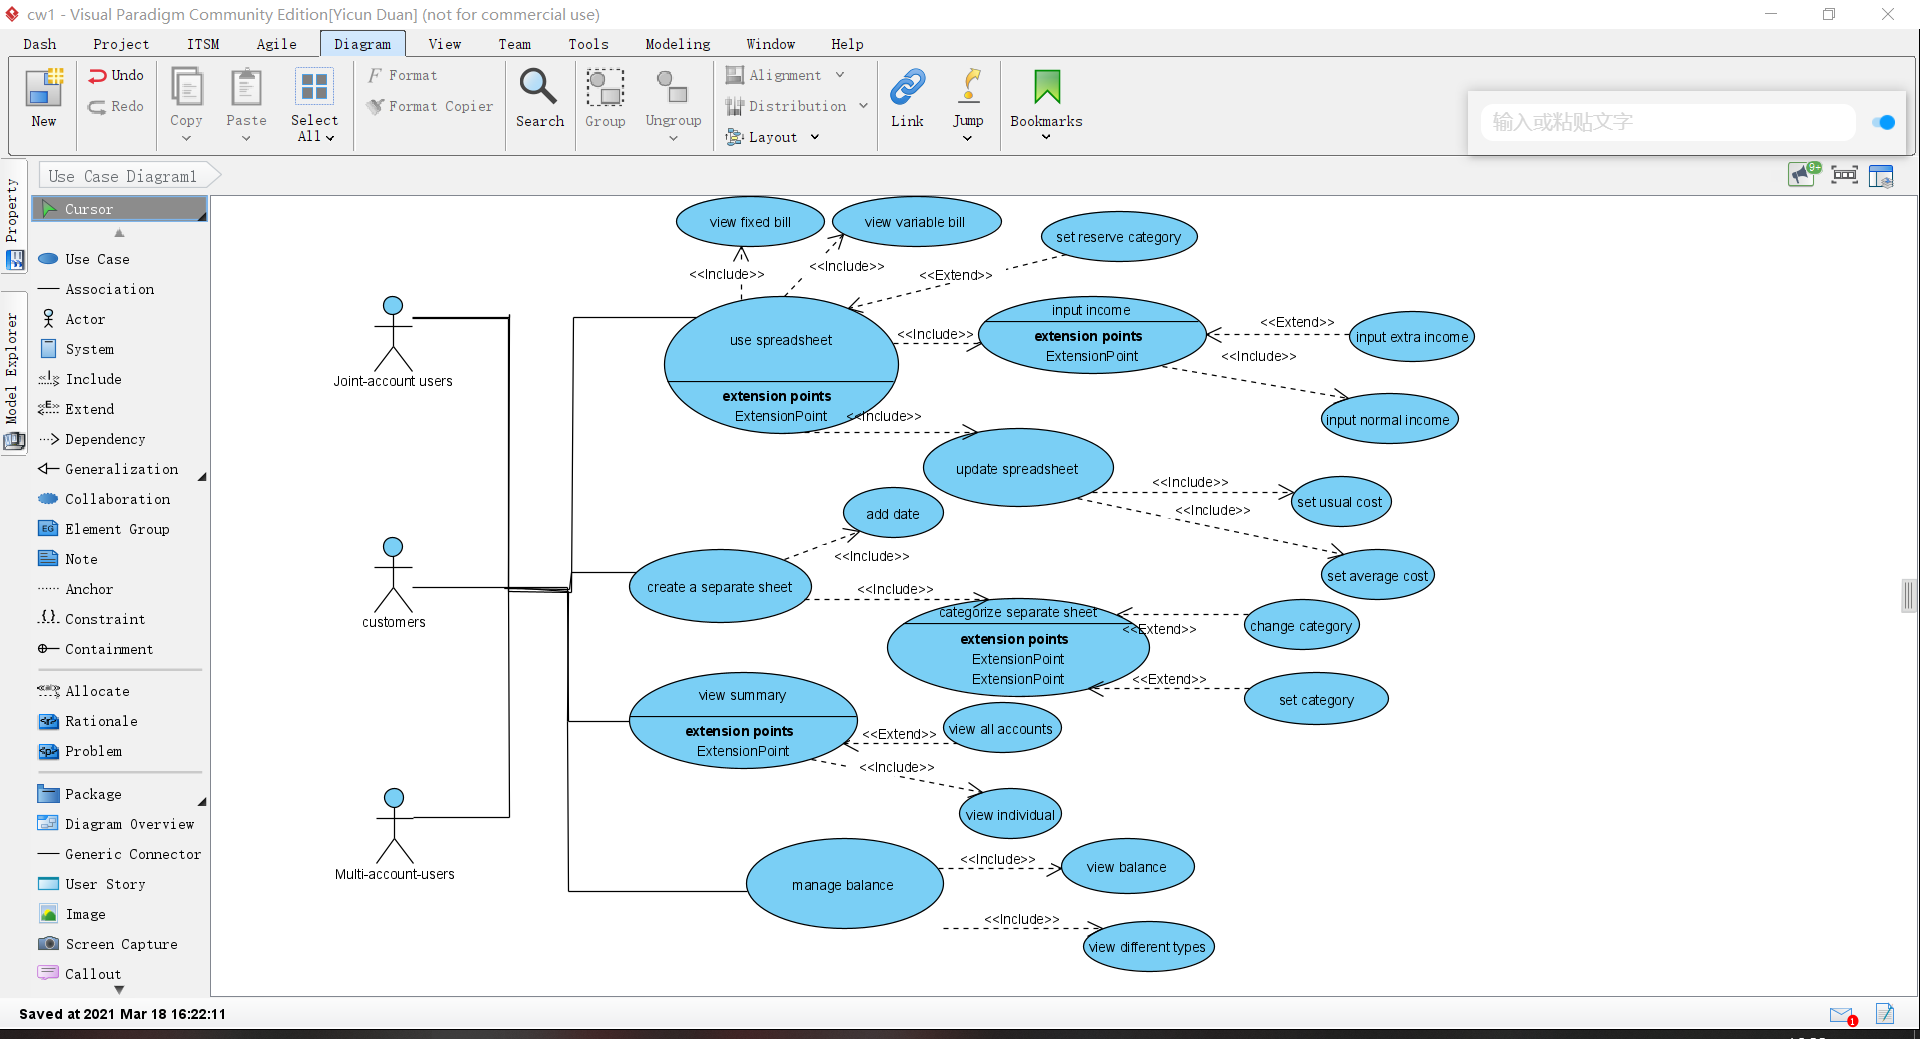 cw1 - Visual Paradigm Community Edition[Yicun Duan] (not for commercial use)
Dash Project ITSM Agile Diagram View Team Tools Modeling Window Help
New
Undo
Redo
Copy
Paste
Select
All
Format
Format Copier
Search
Group
Ungroup
Alignment
Distribution
Layout
Link
Jump
Bookmarks
输入或粘贴文字
Use Case Diagram1
9+
Property
Model Explorer
Cursor
Use Case
Association
Actor
System
Include
Extend
Dependency
Generalization
Collaboration
Element Group
Note
Anchor
Constraint
Containment
Allocate
Rationale
Problem
Package
Diagram Overview
Generic Connector
User Story
Image
Screen Capture
Callout
view fixed bill
view variable bill
set reserve category
<<Include>>
<<Include>>
<<Extend>>
Joint-account users
use spreadsheet
extension points
ExtensionPoint
<<Include>>
input income
extension points
ExtensionPoint
<<Extend>>
input extra income
<<Include>>
input normal income
<<Include>>
update spreadsheet
<<Include>>
set usual cost
<<Include>>
set average cost
add date
<<Include>>
customers
create a separate sheet
<<Include>>
categorize separate sheet
extension points
ExtensionPoint
ExtensionPoint
<<Extend>>
change category
<<Extend>>
set category
view summary
extension points
ExtensionPoint
<<Extend>>
view all accounts
<<Include>>
view individual
Multi-account-users
manage balance
<<Include>>
view balance
<<Include>>
view different types
Saved at 2021 Mar 18 16:22:11
1